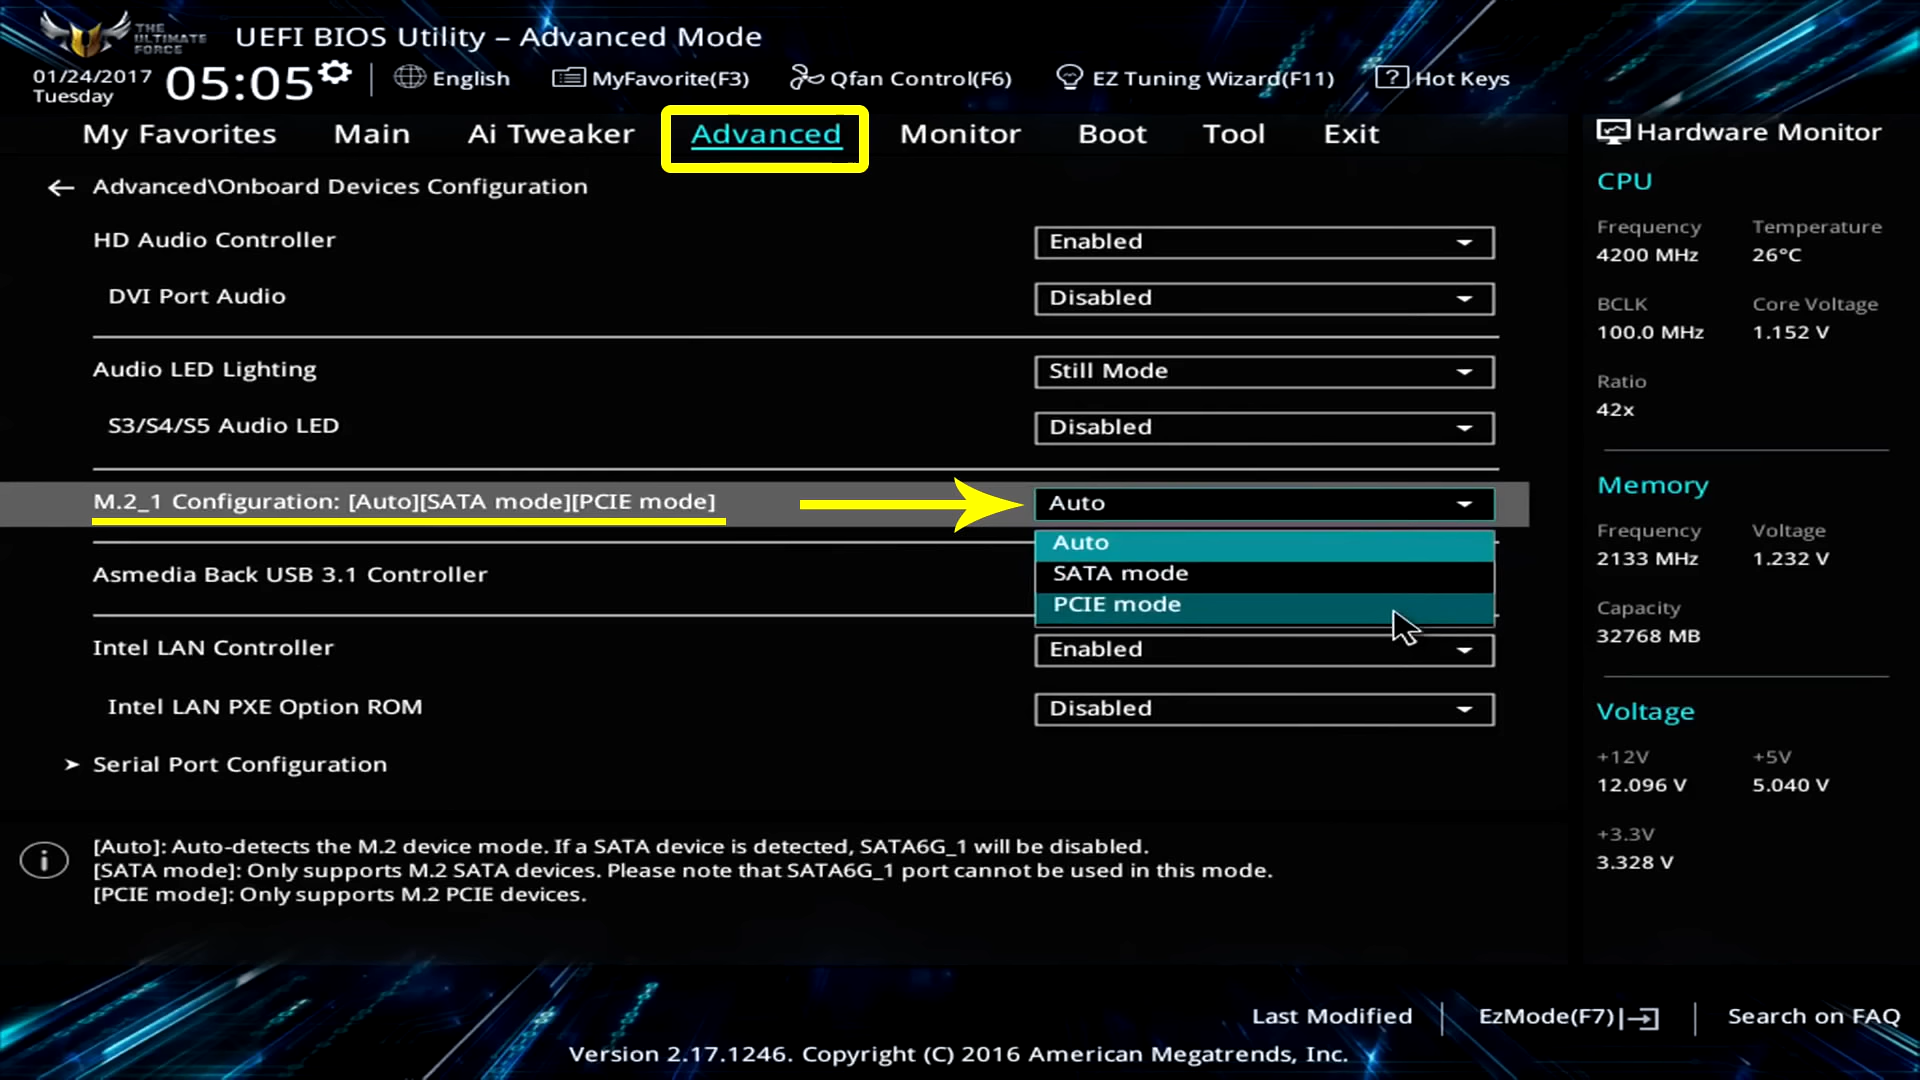 THE
ULTIMATE
FORCE
UEFI BIOS Utility – Advanced Mode
01/24/2017
Tuesday
05:05
English
MyFavorite(F3)
Qfan Control(F6)
EZ Tuning Wizard(F11)
? Hot Keys
My Favorites
Main
Ai Tweaker
Advanced
Monitor
Boot
Tool
Exit
Advanced\Onboard Devices Configuration
HD Audio Controller
Enabled
DVI Port Audio
Disabled
Audio LED Lighting
Still Mode
S3/S4/S5 Audio LED
Disabled
M.2_1 Configuration: [Auto][SATA mode][PCIE mode]
Auto
Auto
SATA mode
PCIE mode
Asmedia Back USB 3.1 Controller
Intel LAN Controller
Enabled
Intel LAN PXE Option ROM
Disabled
Serial Port Configuration
[Auto]: Auto-detects the M.2 device mode. If a SATA device is detected, SATA6G_1 will be disabled.
[SATA mode]: Only supports M.2 SATA devices. Please note that SATA6G_1 port cannot be used in this mode.
[PCIE mode]: Only supports M.2 PCIE devices.
Hardware Monitor
CPU
Frequency
Temperature
4200 MHz
26°C
BCLK
Core Voltage
100.0 MHz
1.152 V
Ratio
42x
Memory
Frequency
Voltage
2133 MHz
1.232 V
Capacity
32768 MB
Voltage
+12V
+5V
12.096 V
5.040 V
+3.3V
3.328 V
Last Modified
EzMode(F7)
Search on FAQ
Version 2.17.1246. Copyright (C) 2016 American Megatrends, Inc.